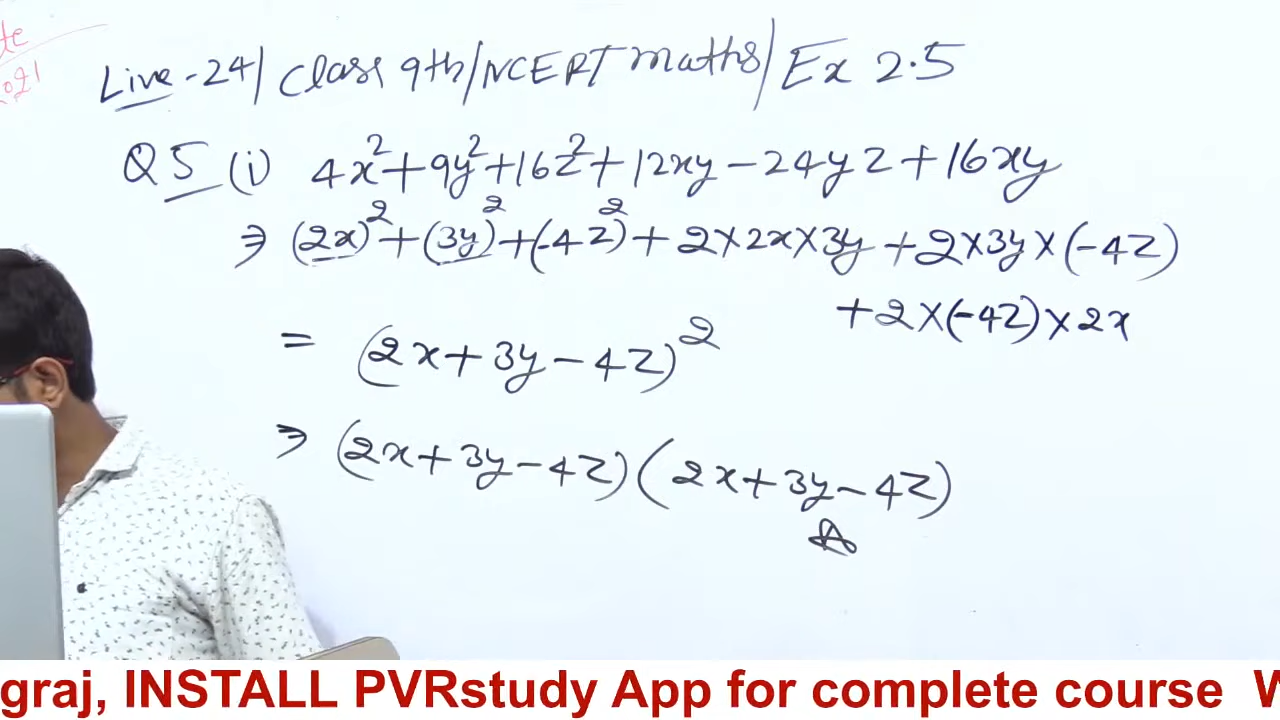 te
2021
Live-24/ Class 9th/NCERT maths/ Ex 2.5
Q5 (i) 4x²+9y²+16z²+12xy-24yz+16xy
⇒ (2x)²+(3y)²+(-4z)²+2×2x×3y+2×3y×(-4z)
+2×(-4z)×2x
= (2x+3y-4z)²
⇒ (2x+3y-4z)(2x+3y-4z)
graj, INSTALL PVRstudy App for complete course W